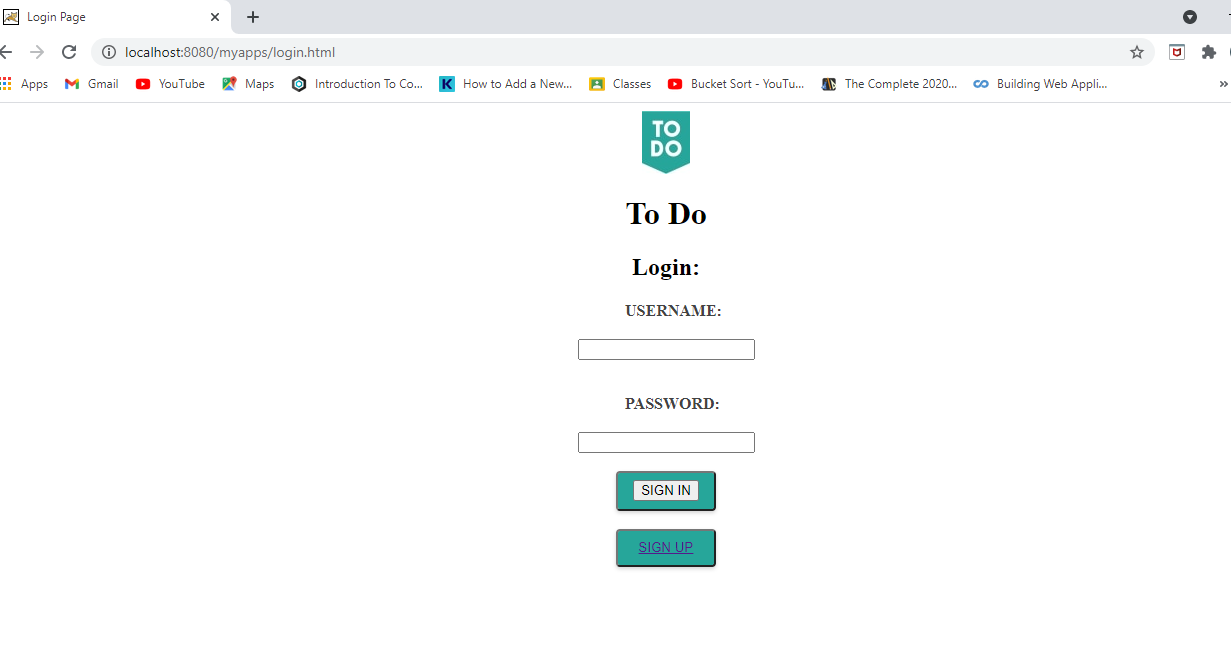 Login Page
localhost:8080/myapps/login.html
Apps Gmail YouTube Maps Introduction To Co... K How to Add a New... Classes Bucket Sort - YouTu... The Complete 2020... Building Web Appli... »
TO
DO
To Do
Login:
USERNAME:
PASSWORD:
SIGN IN
SIGN UP